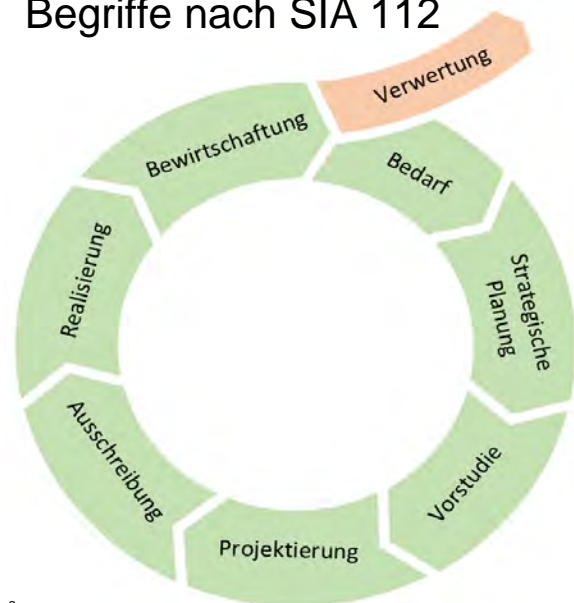 Begriffe nach SIA 112
Verwertung
Bedarf
Strategische
Planung
Vorstudie
Projektierung
Ausschreibung
Realisierung
Bewirtschaftung